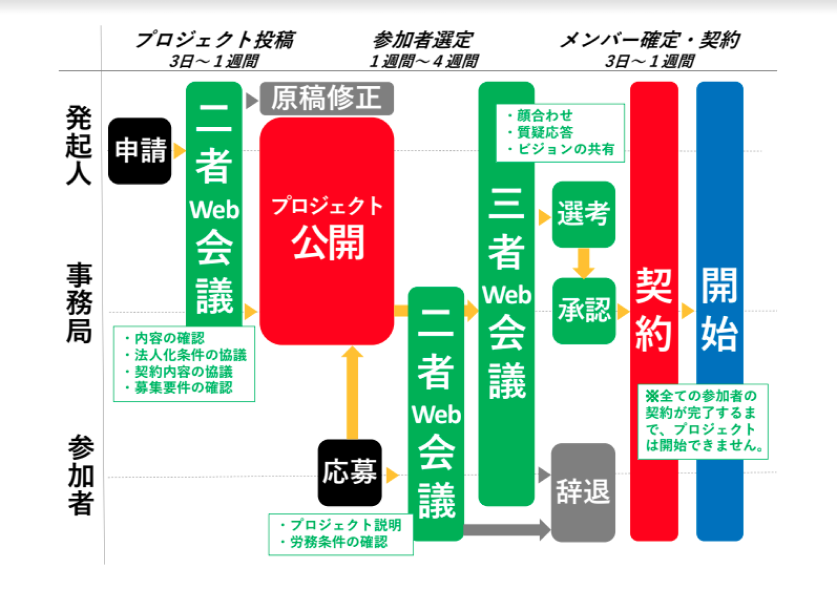 プロジェクト投稿
3日～1週間
参加者選定
1週間～4週間
メンバー確定・契約
3日～1週間
発起人
事務局
参加者
申請
二者Web会議
原稿修正
プロジェクト
公開
・内容の確認
・法人化条件の協議
・契約内容の協議
・募集要件の確認
応募
・プロジェクト説明
・労務条件の確認
二者Web会議
三者Web会議
・顔合わせ
・質疑応答
・ビジョンの共有
選考
承認
辞退
契約
開始
※全ての参加者の
契約が完了するま
で、プロジェクト
は開始できません。